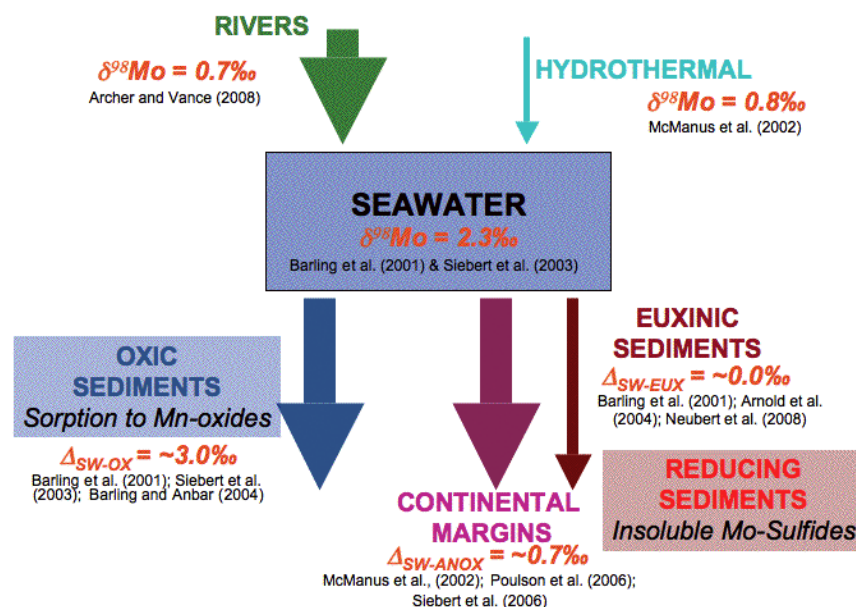 RIVERS
δ⁹⁸Mo = 0.7‰
Archer and Vance (2008)
HYDROTHERMAL
δ⁹⁸Mo = 0.8‰
McManus et al. (2002)
SEAWATER
δ⁹⁸Mo = 2.3‰
Barling et al. (2001) & Siebert et al. (2003)
OXIC
SEDIMENTS
Sorption to Mn-oxides
ΔSW-OX = ~3.0‰
Barling et al. (2001); Siebert et al.
(2003); Barling and Anbar (2004)
EUXINIC
SEDIMENTS
ΔSW-EUX = ~0.0‰
Barling et al. (2001); Arnold et al.
(2004); Neubert et al. (2008)
REDUCING
SEDIMENTS
Insoluble Mo-Sulfides
CONTINENTAL
MARGINS
ΔSW-ANOX = ~0.7‰
McManus et al., (2002); Poulson et al. (2006);
Siebert et al. (2006)